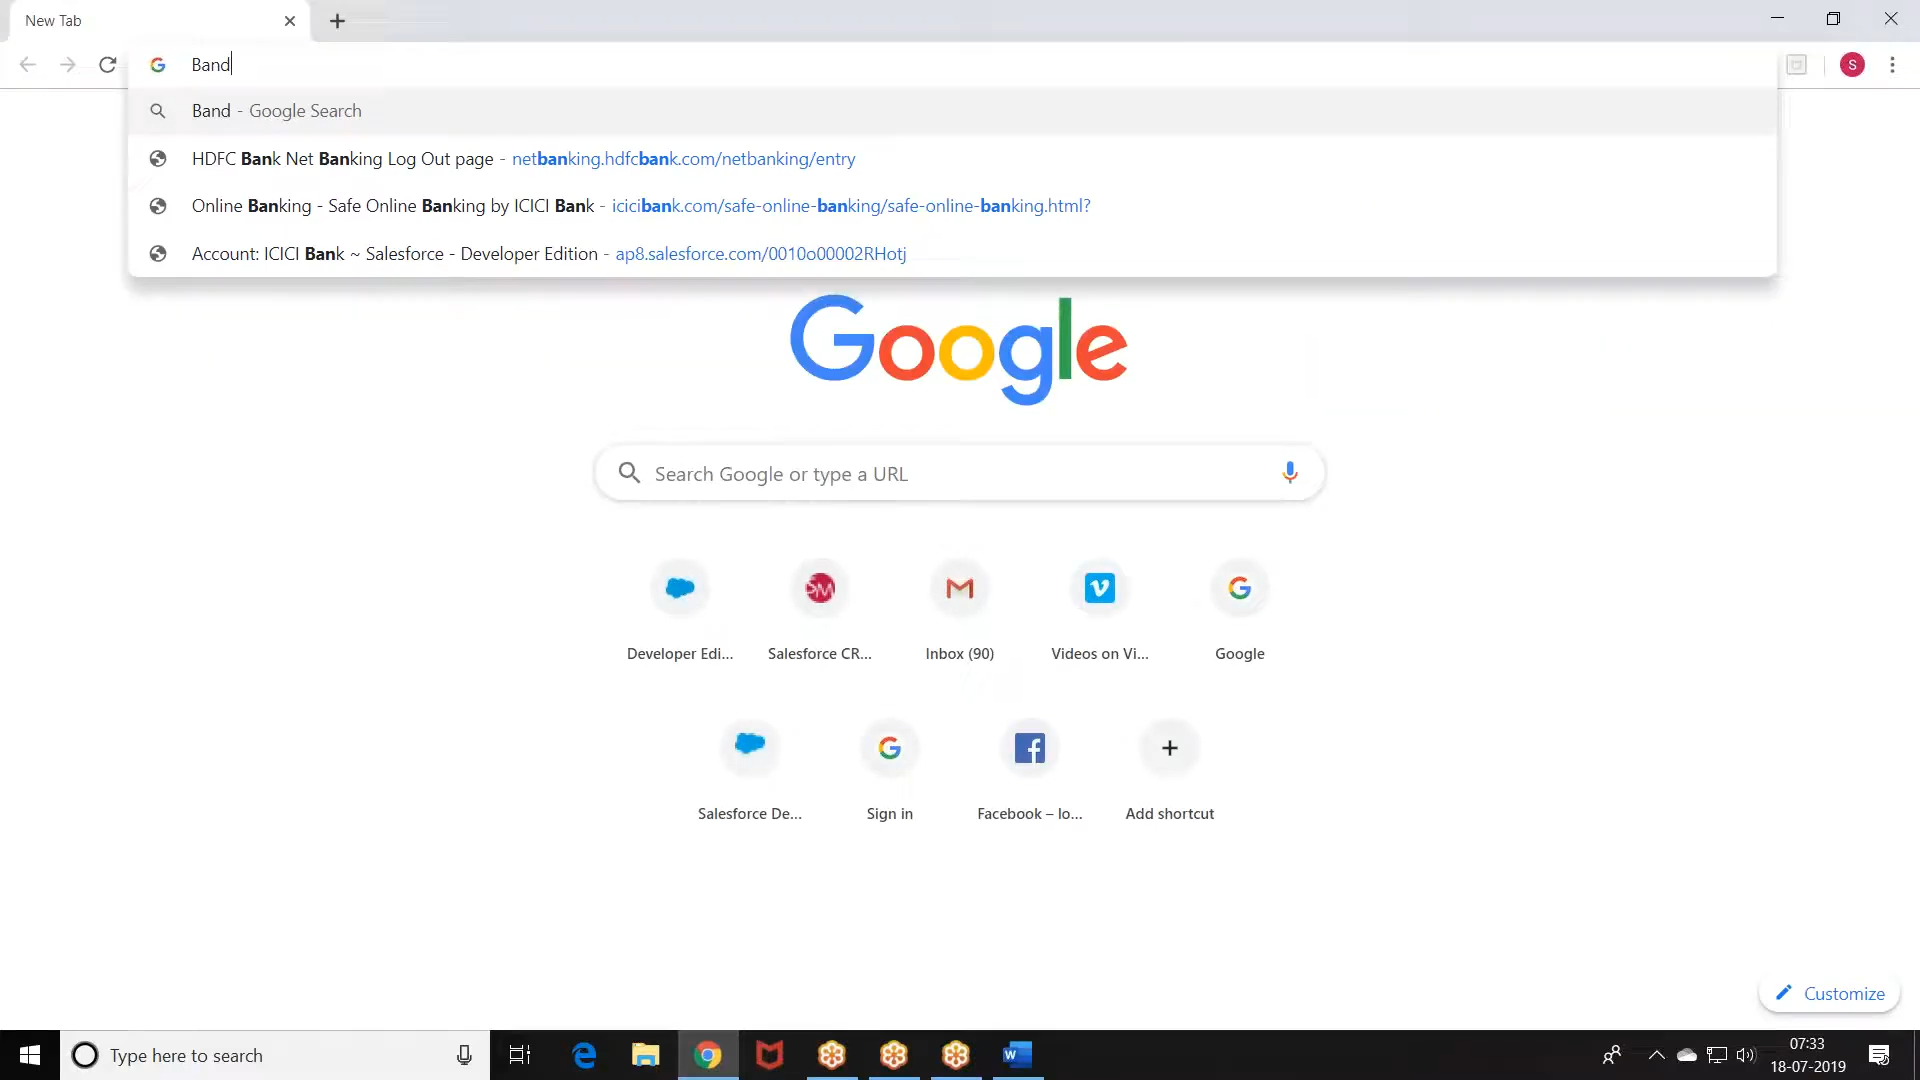 New Tab
Band
Band - Google Search
HDFC Bank Net Banking Log Out page - netbanking.hdfcbank.com/netbanking/entry
Online Banking - Safe Online Banking by ICICI Bank - icicibank.com/safe-online-banking/safe-online-banking.html?
Account: ICICI Bank ~ Salesforce - Developer Edition - ap8.salesforce.com/0010o00002RHotj
S
Google
Search Google or type a URL
SM
Developer Edi...
Salesforce CR...
Inbox (90)
Videos on Vi...
Google
Salesforce De...
Sign in
Facebook – lo...
Add shortcut
Customize
Type here to search
07:33
18-07-2019